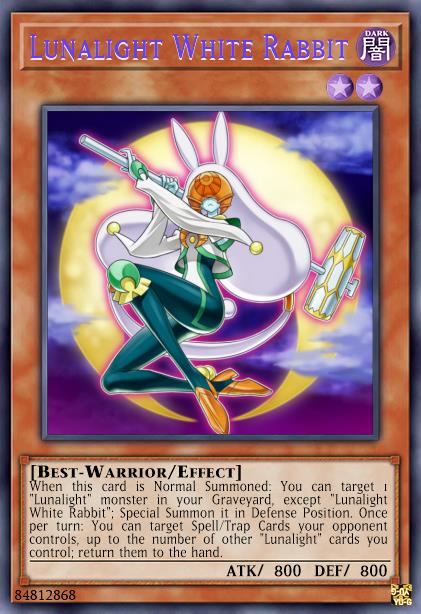 Lunalight White Rabbit
DARK
闇
[Best-Warrior/Effect]
When this card is Normal Summoned: You can target 1
"Lunalight" monster in your Graveyard, except "Lunalight
White Rabbit"; Special Summon it in Defense Position. Once
per turn: You can target Spell/Trap Cards your opponent
controls, up to the number of other "Lunalight" cards you
control; return them to the hand.
ATK/ 800 DEF/ 800
84812868